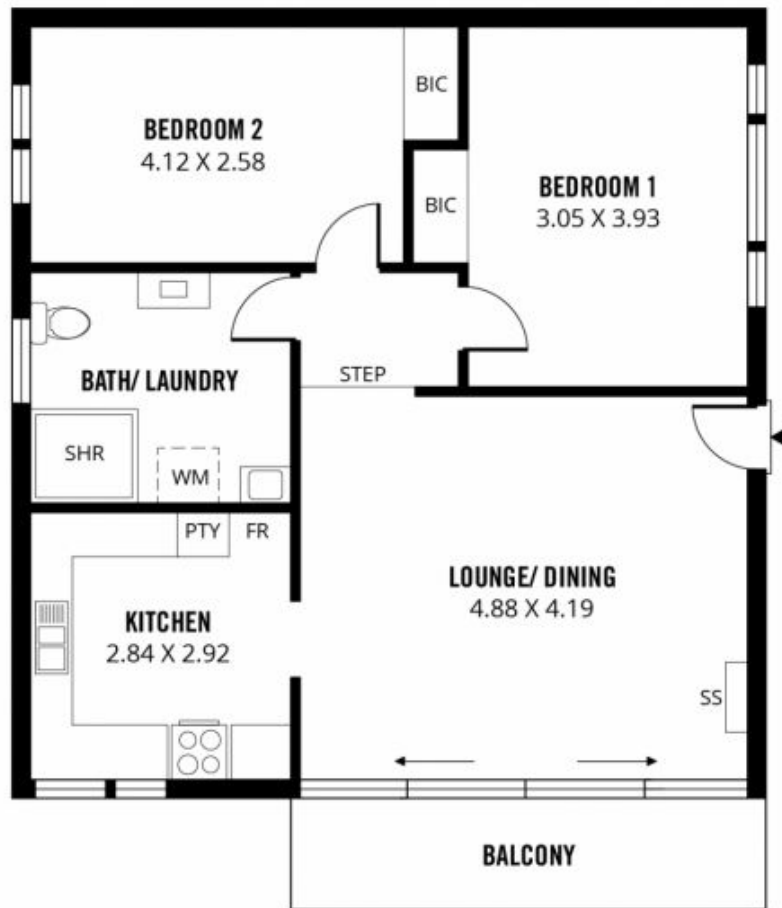 BIC
BEDROOM 2
4.12 X 2.58
BEDROOM 1
3.05 X 3.93
BIC
STEP
BATH/ LAUNDRY
SHR
WM
PTY FR
LOUNGE/ DINING
4.88 X 4.19
KITCHEN
2.84 X 2.92
SS
BALCONY